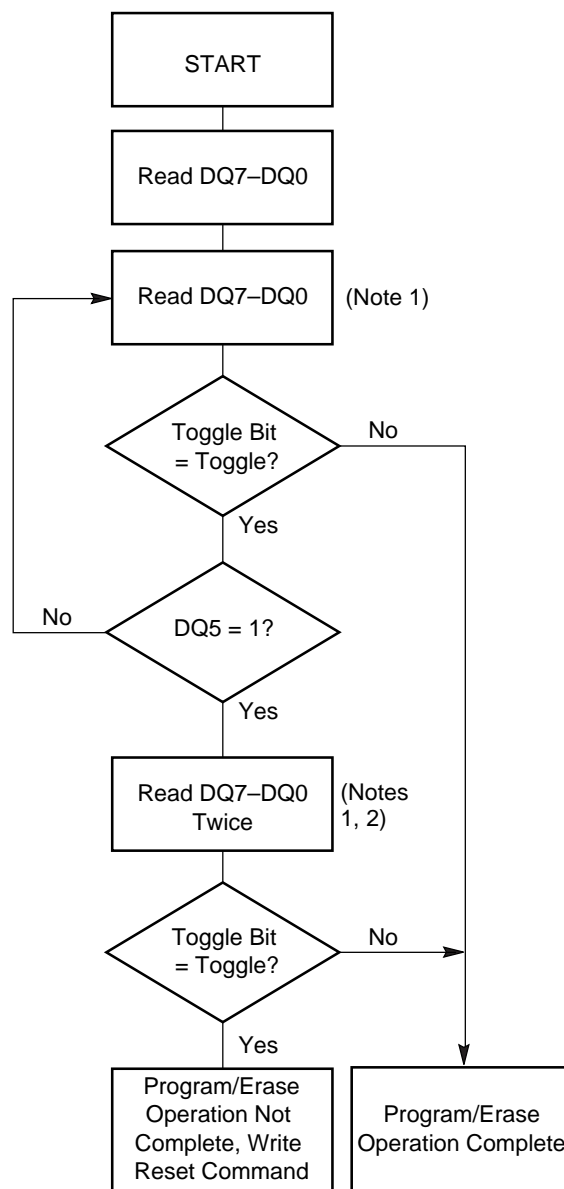 START
Read DQ7–DQ0
Read DQ7–DQ0
(Note 1)
Toggle Bit
= Toggle?
No
Yes
No
DQ5 = 1?
Yes
Read DQ7–DQ0
Twice
(Notes
1, 2)
Toggle Bit
= Toggle?
No
Yes
Program/Erase
Operation Not
Complete, Write
Reset Command
Program/Erase
Operation Complete